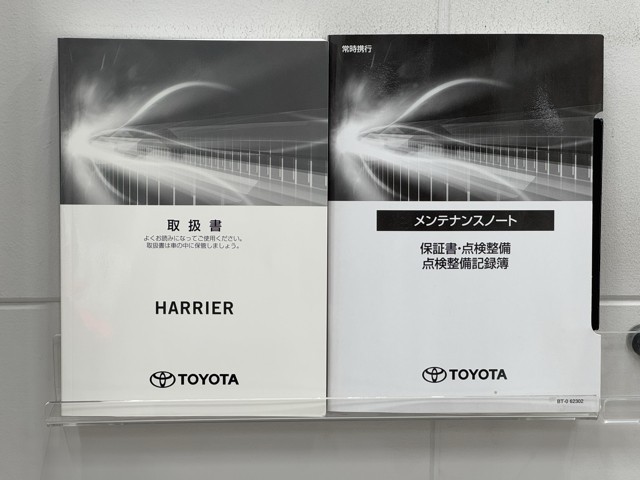 取扱書
よくお読みになってご使用ください。
取扱書は車の中に保管しましょう。
HARRIER
TOYOTA
常時携行
メンテナンスノート
保証書・点検整備
点検整備記録簿
TOYOTA
BT-① 62302